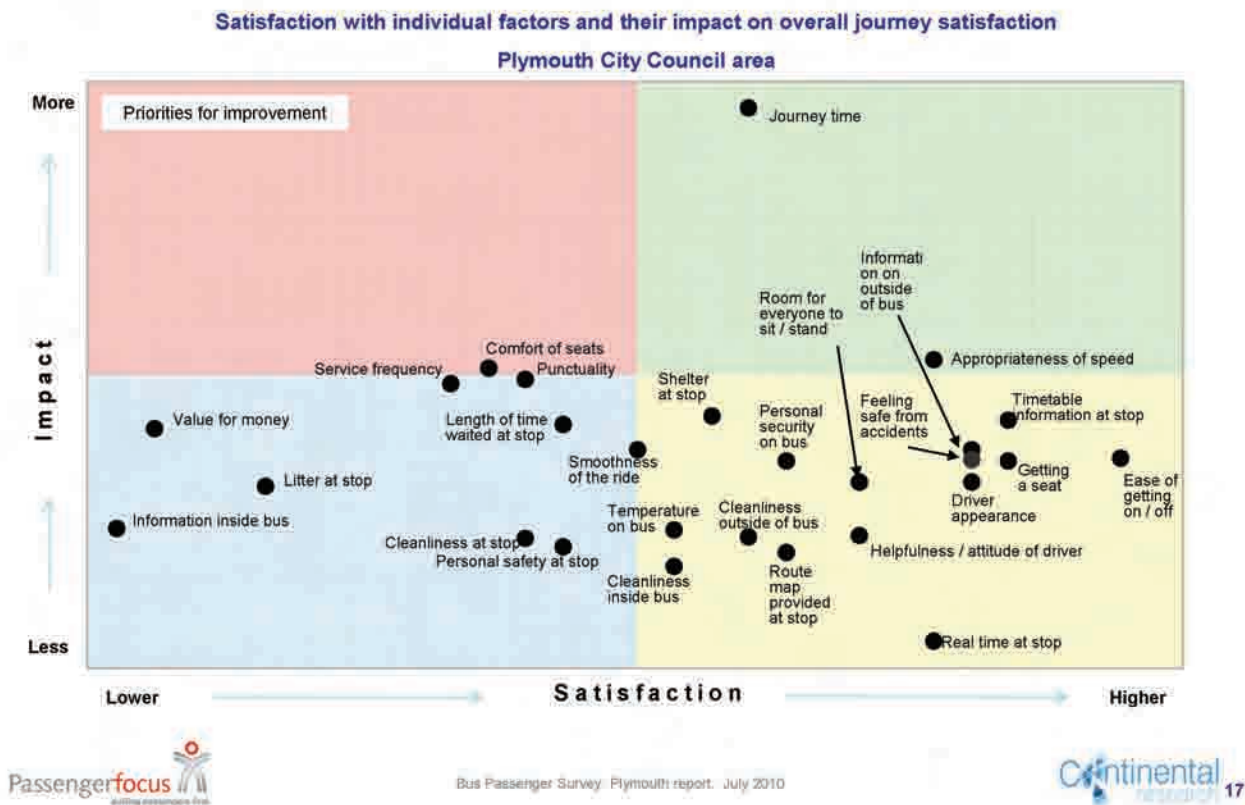 Satisfaction with individual factors and their impact on overall journey satisfaction
Plymouth City Council area
More
Priorities for improvement
Journey time
Informati
on on
outside
of bus
Room for
everyone to
sit / stand
Comfort of seats
Service frequency
Punctuality
Appropriateness of speed
Shelter
at stop
Value for money
Length of time
waited at stop
Personal
security
on bus
Feeling
safe from
accidents
Timetable
information at stop
Smoothness
of the ride
Litter at stop
Getting
a seat
Ease of
getting
on / off
Driver
appearance
Information inside bus
Temperature
on bus
Cleanliness
outside of bus
Cleanliness at stop
Personal safety at stop
Helpfulness / attitude of driver
Cleanliness
inside bus
Route
map
provided
at stop
Real time at stop
Impact
Less
Lower
Satisfaction
Higher
Passengerfocus
putting passengers first
Bus Passenger Survey Plymouth report. July 2010
Continental
research
17